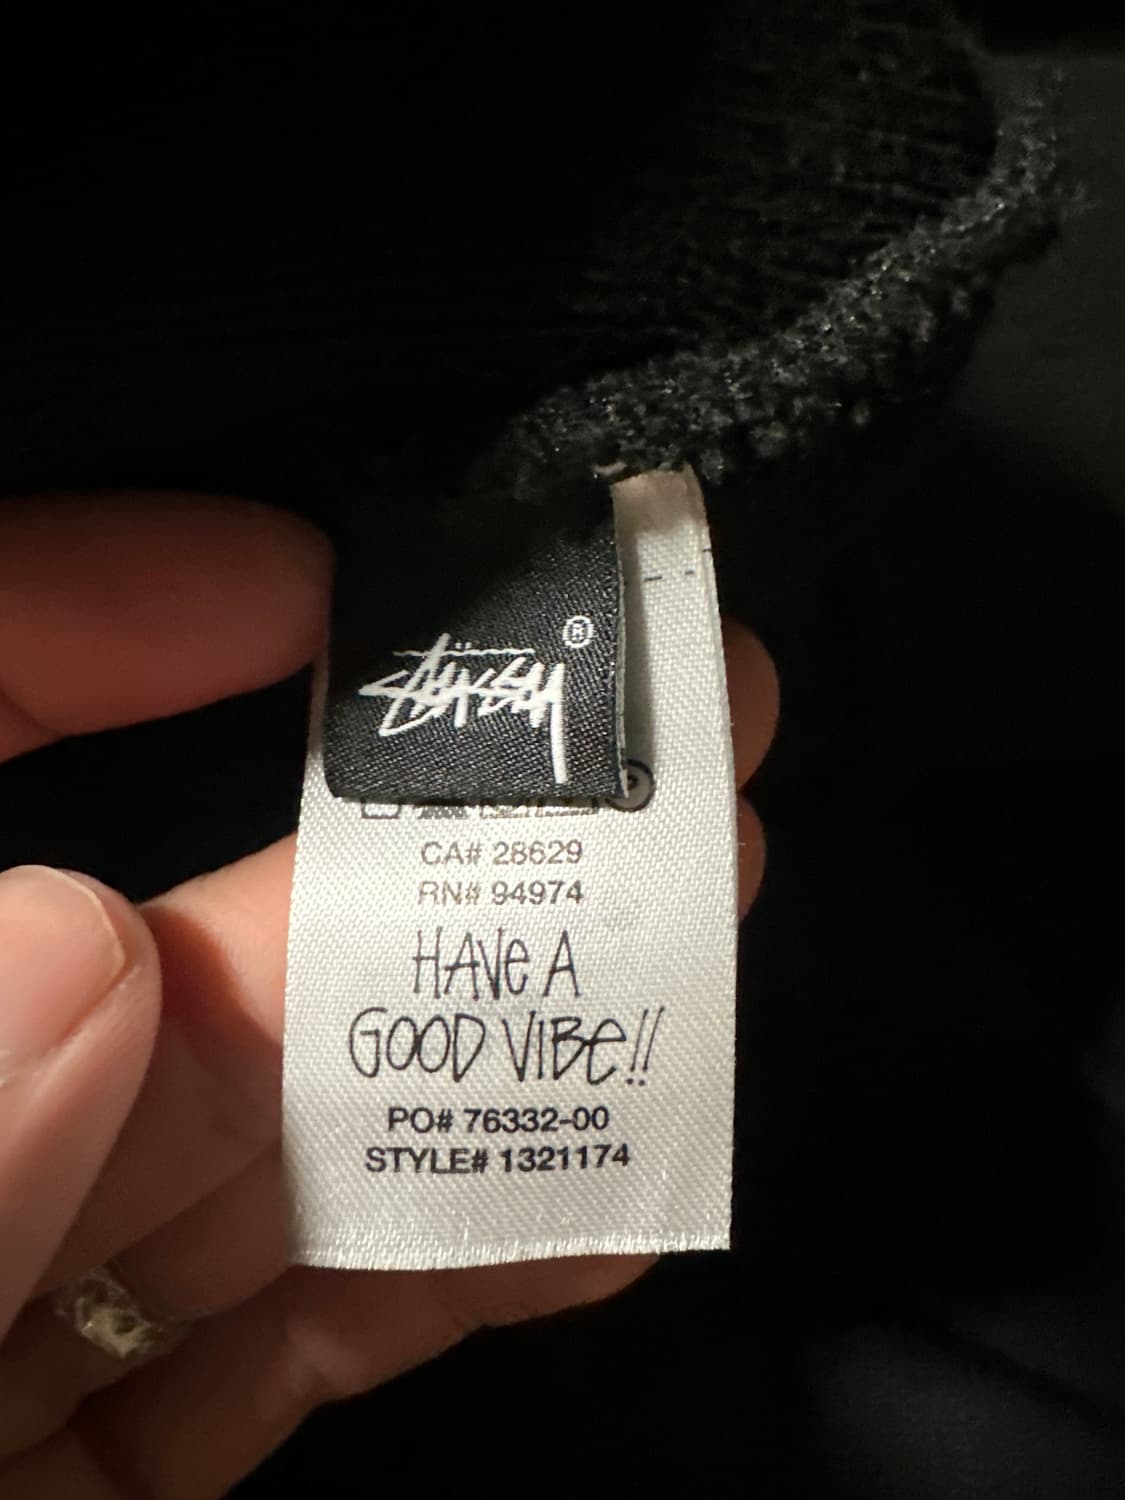 Stüssy ®
CA# 28629
RN# 94974
HAVE A
GOOD VIBE!!
PO# 76332-00
STYLE# 1321174